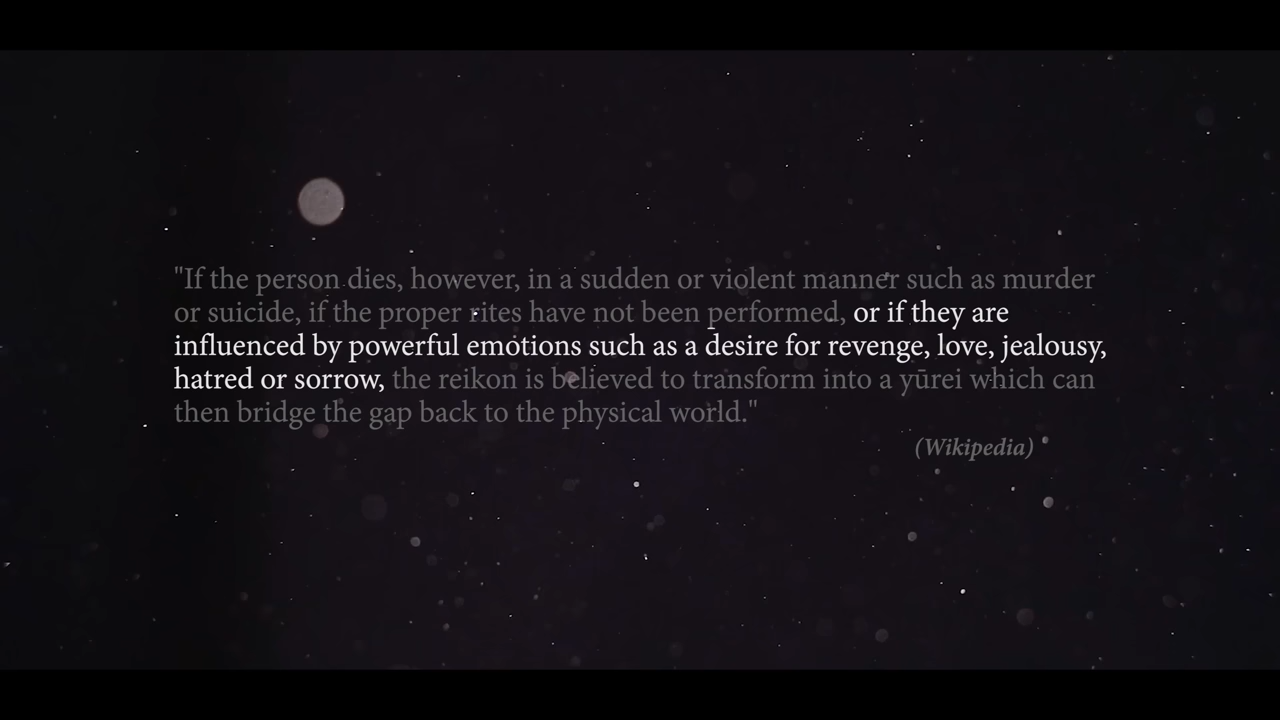 "If the person dies, however, in a sudden or violent manner such as murder
or suicide, if the proper rites have not been performed, or if they are
influenced by powerful emotions such as a desire for revenge, love, jealousy,
hatred or sorrow, the reikon is believed to transform into a yūrei which can
then bridge the gap back to the physical world."
(Wikipedia)